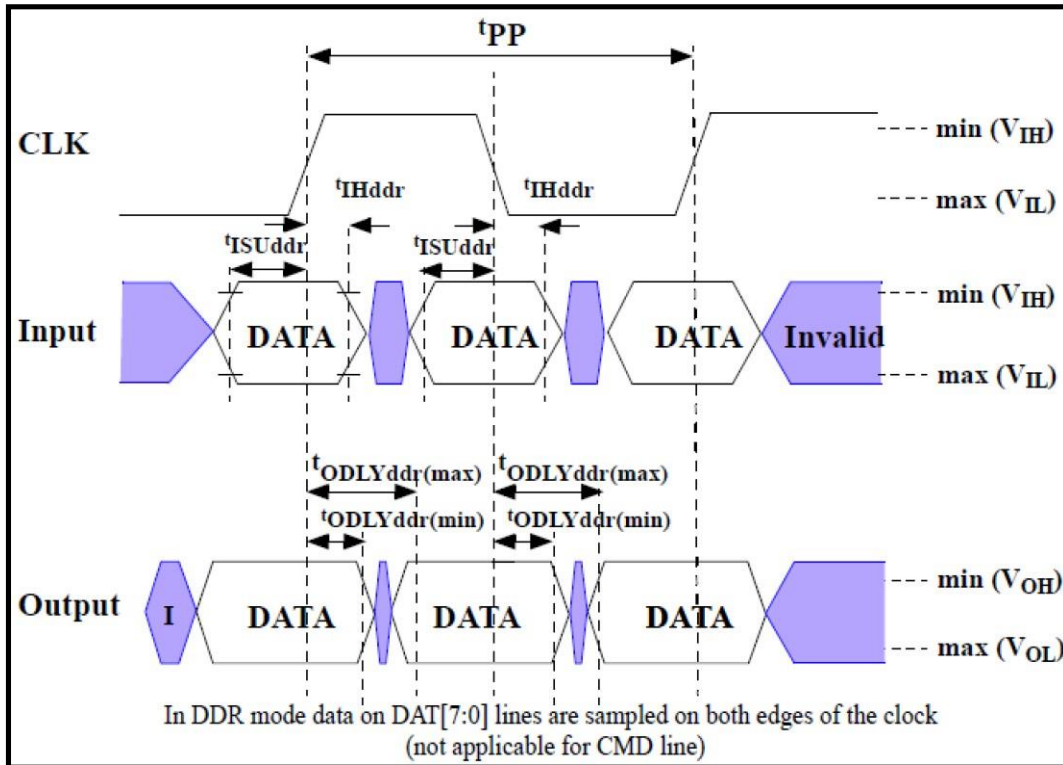 tPP
CLK
min (VIH)
tIHddr
tIHddr
max (VIL)
tISUddr
tISUddr
Input
DATA
DATA
DATA
Invalid
min (VIH)
max (VIL)
tODLYddr(max)
tODLYddr(max)
tODLYddr(min)
tODLYddr(min)
Output
I
DATA
DATA
DATA
min (VOH)
max (VOL)
In DDR mode data on DAT[7:0] lines are sampled on both edges of the clock
(not applicable for CMD line)